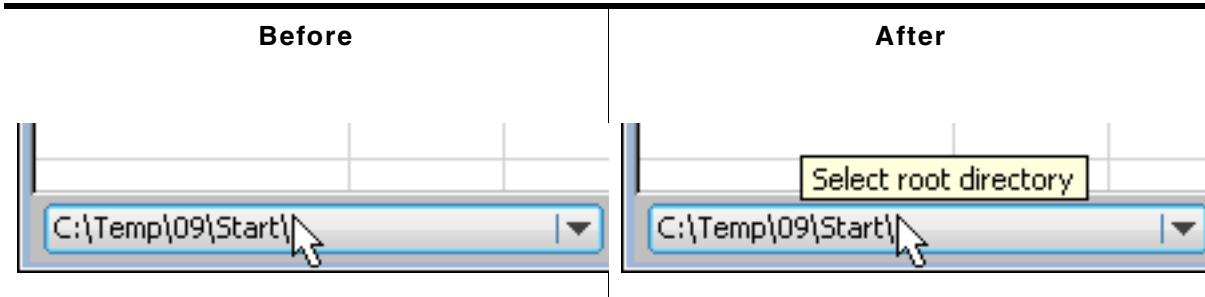 Before
After
C:\Temp\09\Start\
Select root directory
C:\Temp\09\Start\